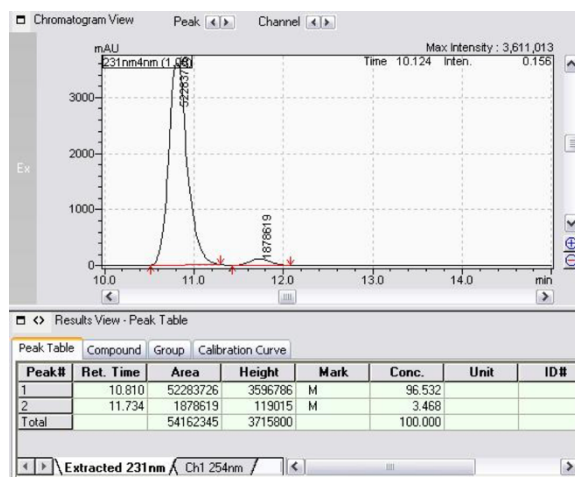 Chromatogram View Peak Channel
mAU
Max Intensity : 3,611,013
231nm4nm (1.00)
Time 10.124 Inten. 0.156
3000
2000
1000
0
52283726
1878619
10.0 11.0 12.0 13.0 14.0 min
Ex
Results View - Peak Table
Peak Table Compound Group Calibration Curve
Peak# Ret. Time Area Height Mark Conc. Unit ID#
1 10.810 52283726 3596786 M 96.532
2 11.734 1878619 119015 M 3.468
Total 54162345 3715800 100.000
Extracted 231nm Ch1 254nm